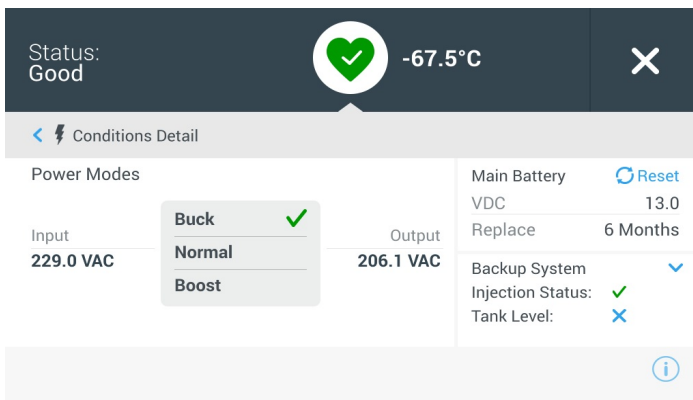 Status:
Good
-67.5°C
Conditions Detail
Power Modes
Input
229.0 VAC
Buck
Normal
Boost
Output
206.1 VAC
Main Battery
Reset
VDC
13.0
Replace
6 Months
Backup System
Injection Status:
Tank Level:
i